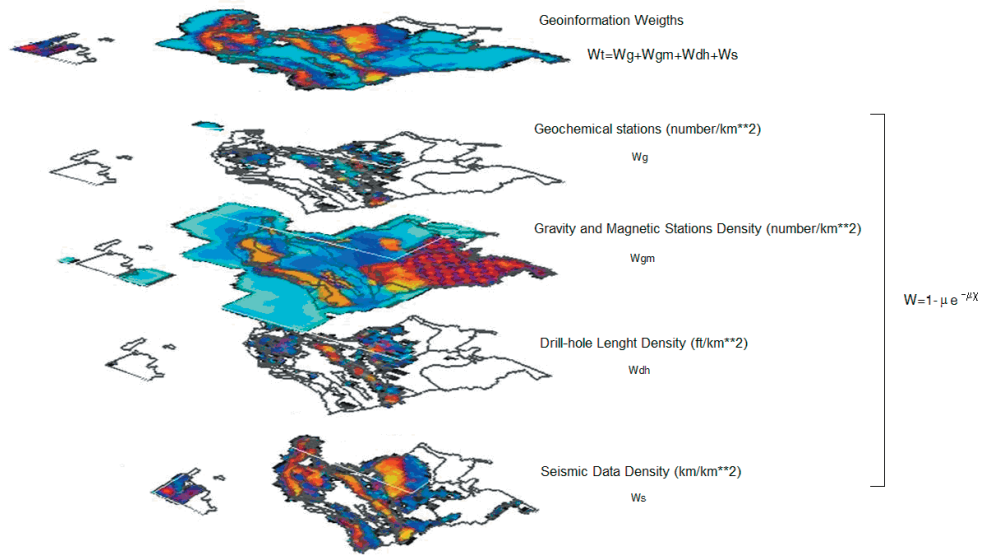 Geoinformation Weigths
Wt=Wg+Wgm+Wdh+Ws
Geochemical stations (number/km**2)
Wg
Gravity and Magnetic Stations Density (number/km**2)
Wgm
W=1- μ e -μχ
Drill-hole Lenght Density (ft/km**2)
Wdh
Seismic Data Density (km/km**2)
Ws